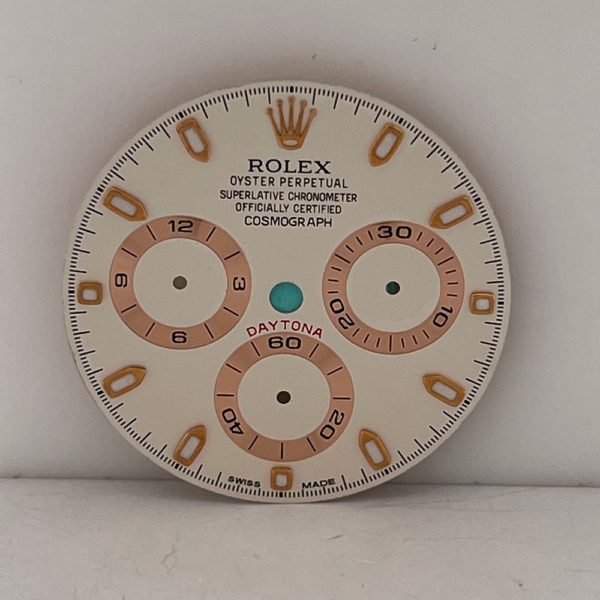 ROLEX
OYSTER PERPETUAL
SUPERLATIVE CHRONOMETER
OFFICIALLY CERTIFIED
COSMOGRAPH
12
3
6
9
30
10
20
DAYTONA
60
20
40
SWISS MADE